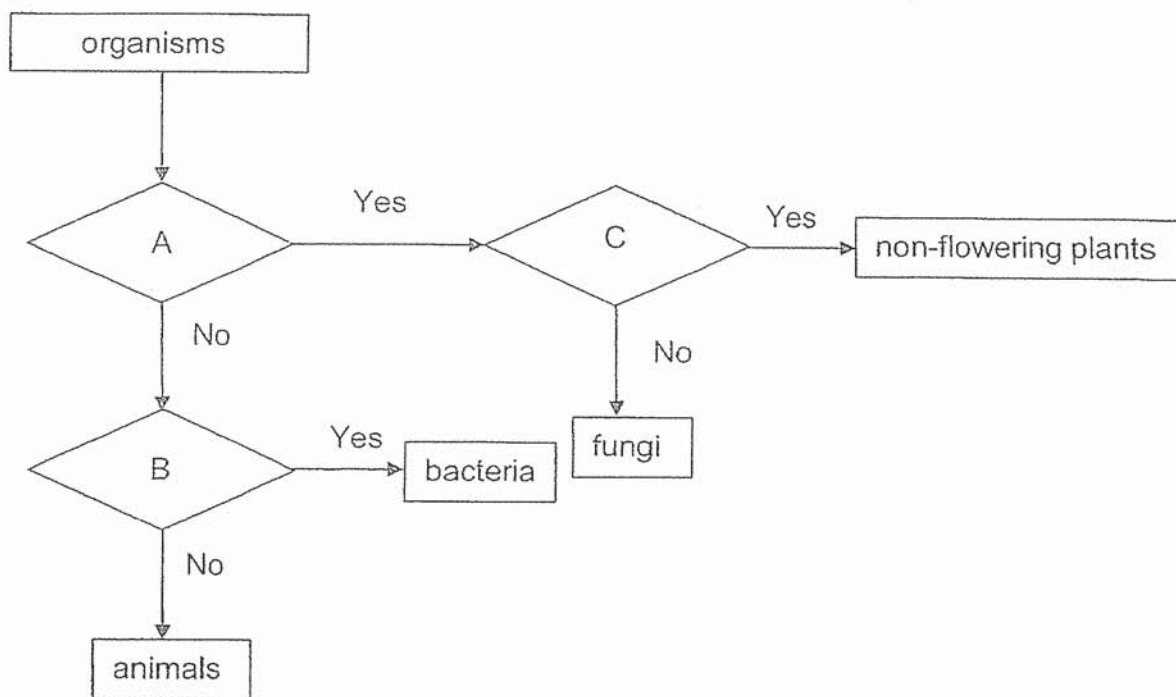 organisms
Yes
Yes
A
C
non-flowering plants
No
No
Yes
fungi
B
bacteria
No
animals